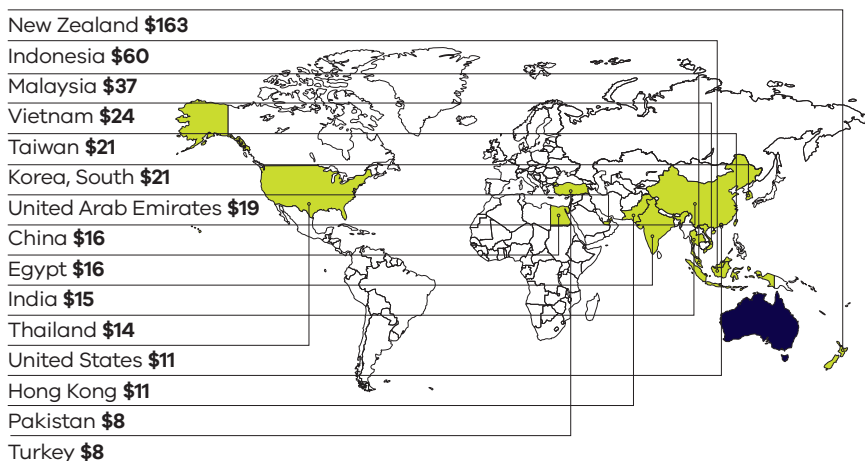 New Zealand $163
Indonesia $60
Malaysia $37
Vietnam $24
Taiwan $21
Korea, South $21
United Arab Emirates $19
China $16
Egypt $16
India $15
Thailand $14
United States $11
Hong Kong $11
Pakistan $8
Turkey $8